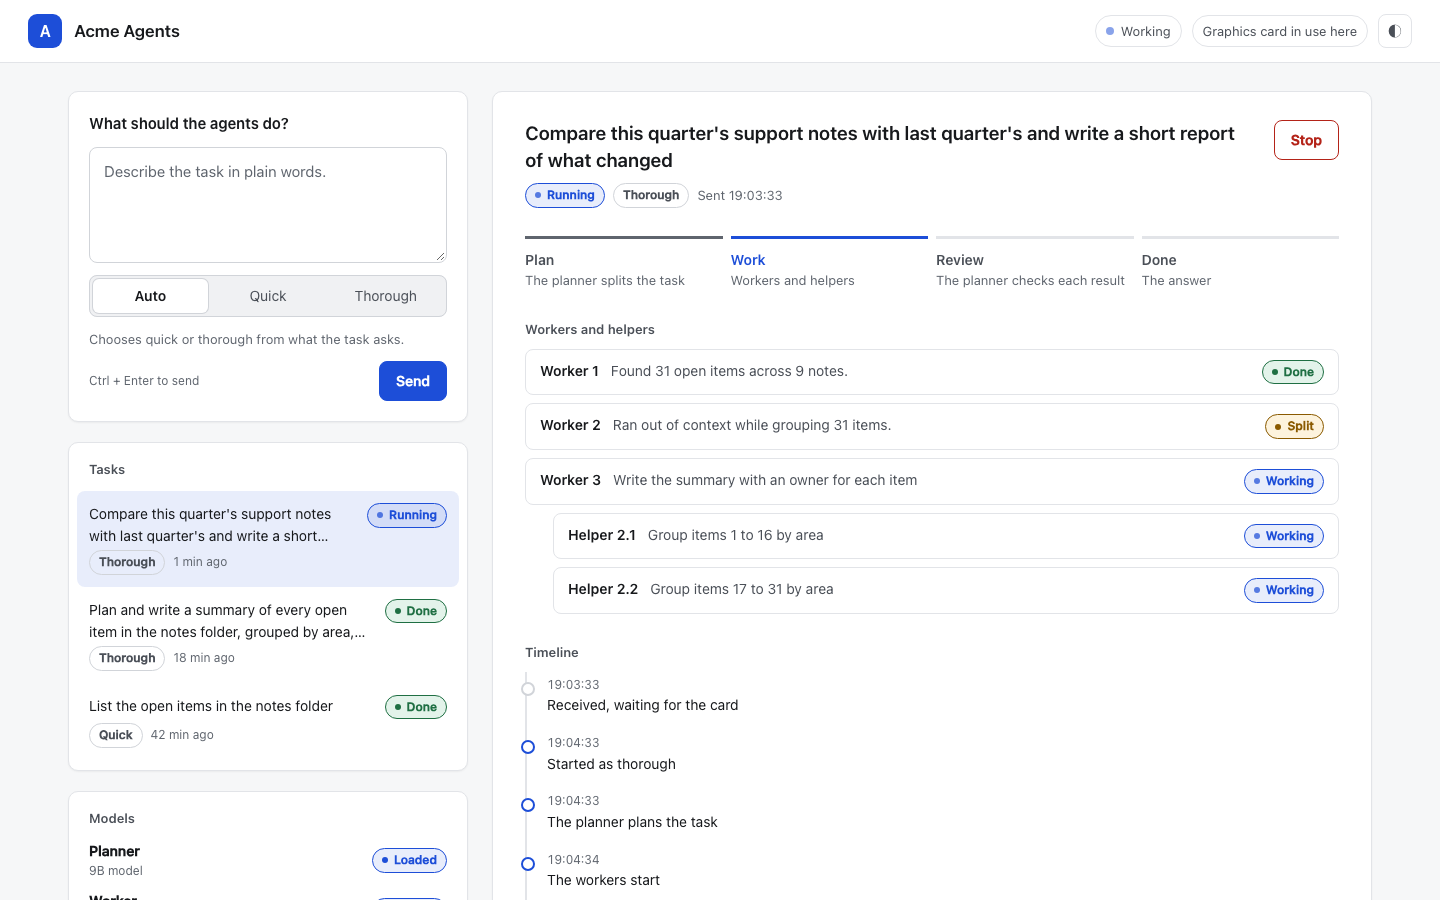 A
Acme Agents
Working
Graphics card in use here
What should the agents do?
Describe the task in plain words.
Auto
Quick
Thorough
Chooses quick or thorough from what the task asks.
Ctrl + Enter to send
Send
Tasks
Compare this quarter's support notes
with last quarter's and write a short...
Running
Thorough
1 min ago
Plan and write a summary of every open
item in the notes folder, grouped by area,...
Done
Thorough
18 min ago
List the open items in the notes folder
Done
Quick
42 min ago
Models
Planner
9B model
Loaded
Worker
Compare this quarter's support notes with last quarter's and write a short report
of what changed
Stop
Running
Thorough
Sent 19:03:33
Plan
The planner splits the task
Work
Workers and helpers
Review
The planner checks each result
Done
The answer
Workers and helpers
Worker 1 Found 31 open items across 9 notes.
Done
Worker 2 Ran out of context while grouping 31 items.
Split
Worker 3 Write the summary with an owner for each item
Working
Helper 2.1 Group items 1 to 16 by area
Working
Helper 2.2 Group items 17 to 31 by area
Working
Timeline
19:03:33
Received, waiting for the card
19:04:33
Started as thorough
19:04:33
The planner plans the task
19:04:34
The workers start